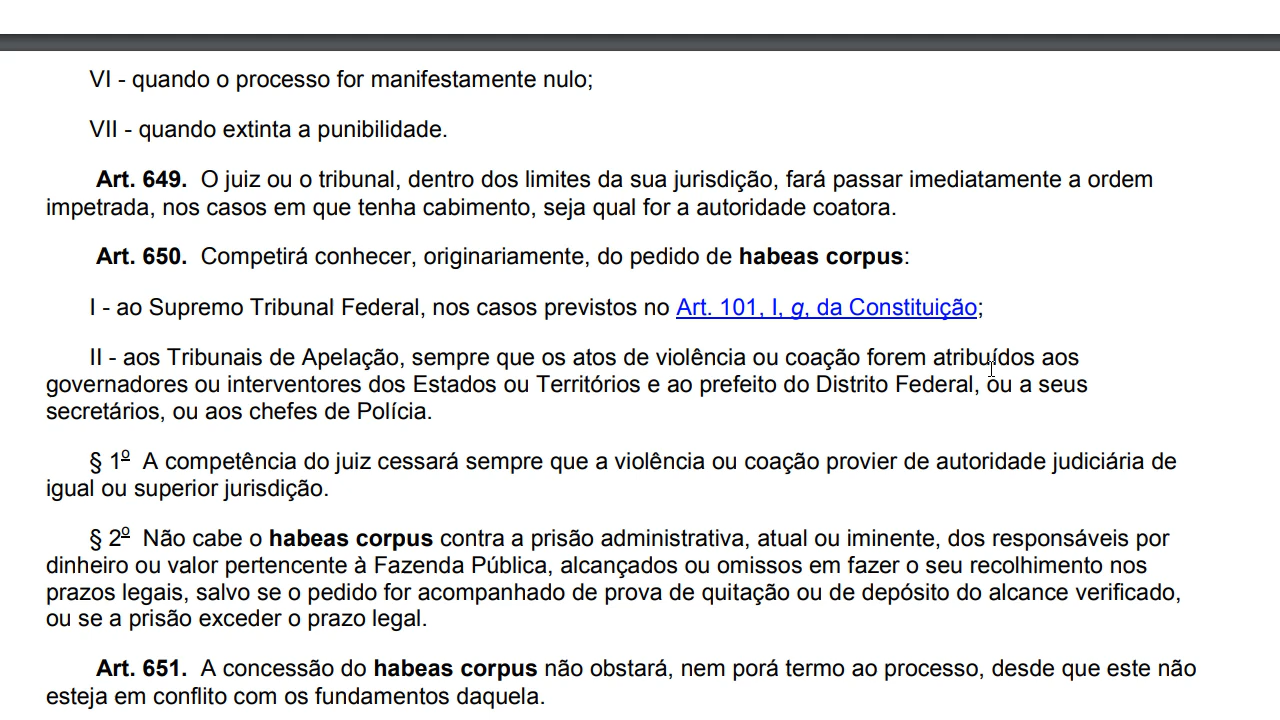 VI - quando o processo for manifestamente nulo;
VII - quando extinta a punibilidade.
Art. 649.  O juiz ou o tribunal, dentro dos limites da sua jurisdição, fará passar imediatamente a ordem
impetrada, nos casos em que tenha cabimento, seja qual for a autoridade coatora.
Art. 650.  Competirá conhecer, originariamente, do pedido de habeas corpus:
I - ao Supremo Tribunal Federal, nos casos previstos no Art. 101, I, g, da Constituição;
II - aos Tribunais de Apelação, sempre que os atos de violência ou coação forem atribuídos aos
governadores ou interventores dos Estados ou Territórios e ao prefeito do Distrito Federal, ou a seus
secretários, ou aos chefes de Polícia.
§ 1º  A competência do juiz cessará sempre que a violência ou coação provier de autoridade judiciária de
igual ou superior jurisdição.
§ 2º  Não cabe o habeas corpus contra a prisão administrativa, atual ou iminente, dos responsáveis por
dinheiro ou valor pertencente à Fazenda Pública, alcançados ou omissos em fazer o seu recolhimento nos
prazos legais, salvo se o pedido for acompanhado de prova de quitação ou de depósito do alcance verificado,
ou se a prisão exceder o prazo legal.
Art. 651.  A concessão do habeas corpus não obstará, nem porá termo ao processo, desde que este não
esteja em conflito com os fundamentos daquela.